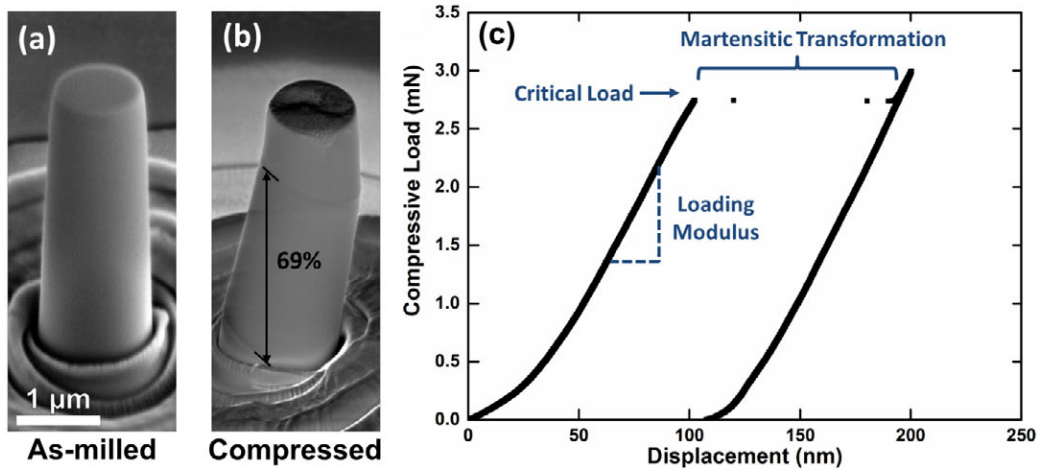 (a)
1 μm
As-milled
(b)
69%
Compressed
(c)
Martensitic Transformation
Critical Load
Loading
Modulus
Compressive Load (mN)
3.5
3.0
2.5
2.0
1.5
1.0
0.5
0.0
0
50
100
150
200
250
Displacement (nm)